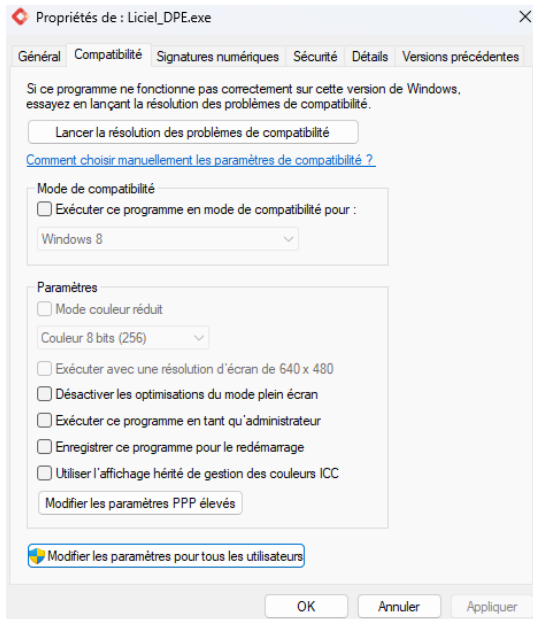 Propriétés de : Liciel_DPE.exe
Général Compatibilité Signatures numériques Sécurité Détails Versions précédentes
Si ce programme ne fonctionne pas correctement sur cette version de Windows,
essayez en lançant la résolution des problèmes de compatibilité.
Lancer la résolution des problèmes de compatibilité
Comment choisir manuellement les paramètres de compatibilité ?
Mode de compatibilité
Exécuter ce programme en mode de compatibilité pour :
Windows 8
Paramètres
Mode couleur réduit
Couleur 8 bits (256)
Exécuter avec une résolution d'écran de 640 x 480
Désactiver les optimisations du mode plein écran
Exécuter ce programme en tant qu'administrateur
Enregistrer ce programme pour le redémarrage
Utiliser l'affichage hérité de gestion des couleurs ICC
Modifier les paramètres PPP élevés
Modifier les paramètres pour tous les utilisateurs
OK Annuler Appliquer